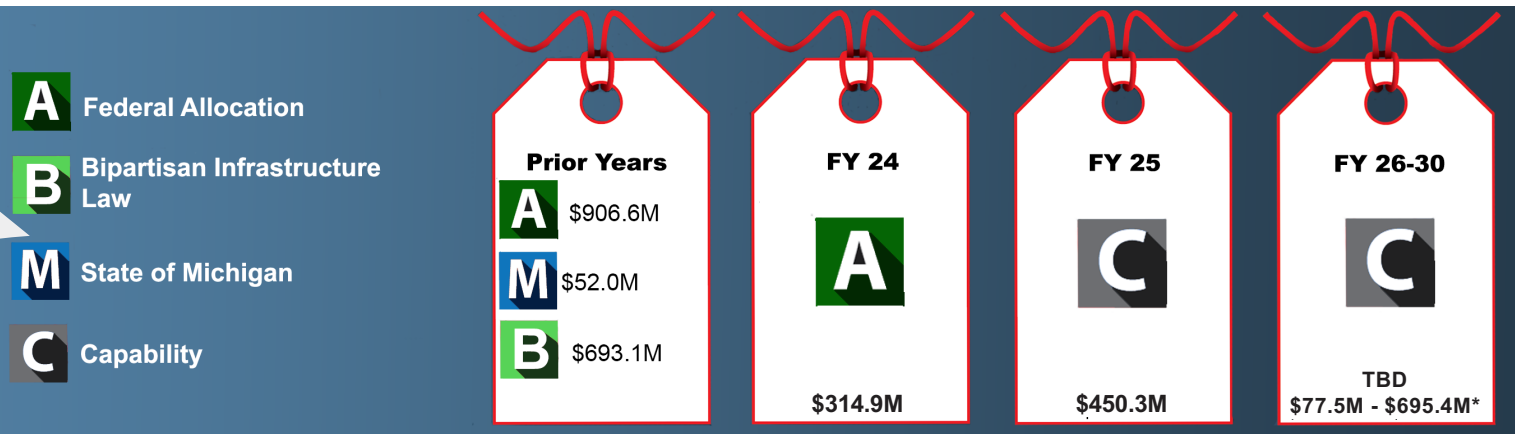 A Federal Allocation
B Bipartisan Infrastructure
Law
M State of Michigan
C Capability
Prior Years
A $906.6M
M $52.0M
B $693.1M
FY 24
A
$314.9M
FY 25
C
$450.3M
FY 26-30
C
TBD
$77.5M - $695.4M*